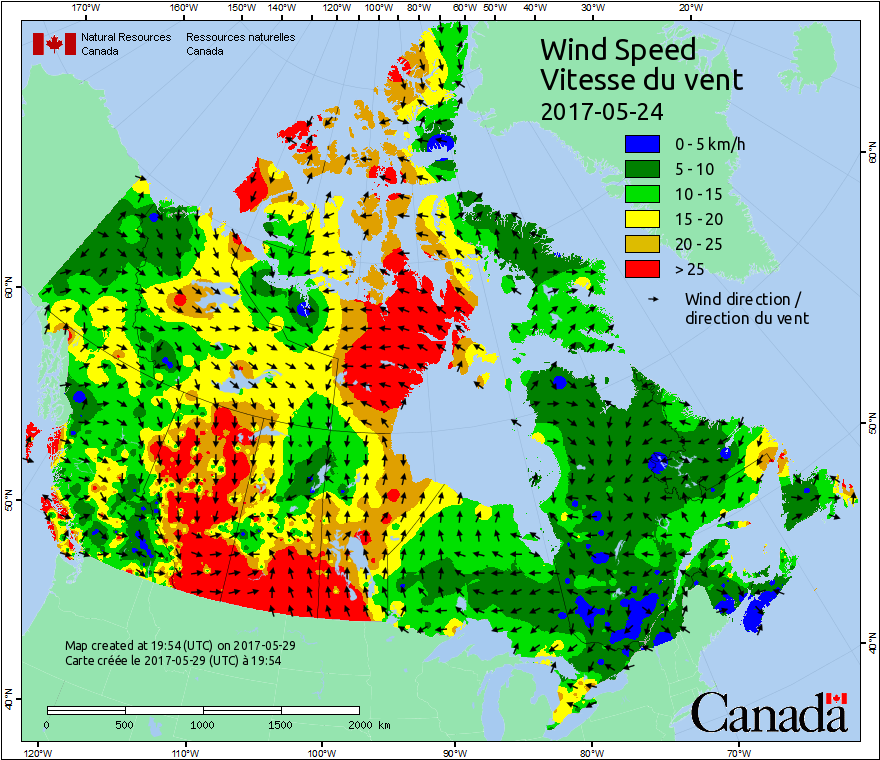 170°W 160°W 150°W 140°W 120°W 100°W 80°W 60°W 50°W 40°W 30°W 20°W
Natural Resources Ressources naturelles
Canada Canada
Wind Speed
Vitesse du vent
2017-05-24
0 - 5 km/h
5 - 10
10 - 15
15 - 20
20 - 25
> 25
Wind direction /
direction du vent
60°N
60°N
50°N
50°N
40°N
40°N
Map created at 19:54 (UTC) on 2017-05-29
Carte créée le 2017-05-29 (UTC) à 19:54
0 500 1000 1500 2000 km
Canada
120°W 110°W 100°W 90°W 80°W 70°W